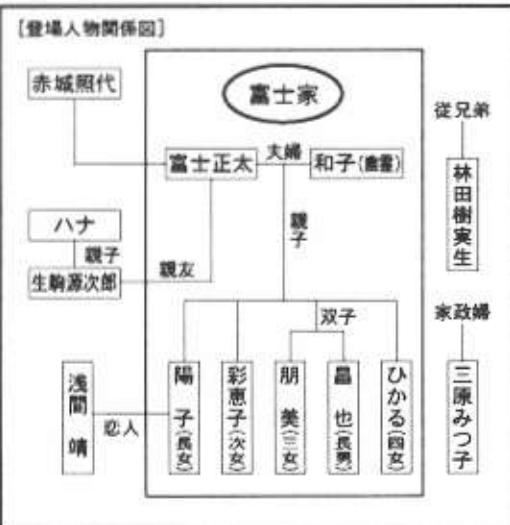 [登場人物関係図]
富士家
赤城照代
富士正太
夫婦
和子(幽霊)
従兄弟
林田樹実生
ハナ
親子
生駒源次郎
親友
親子
双子
家政婦
三原みつ子
浅間 靖
恋人
陽子(長女)
彩恵子(次女)
朋美(三女)
昌也(長男)
ひかる(四女)